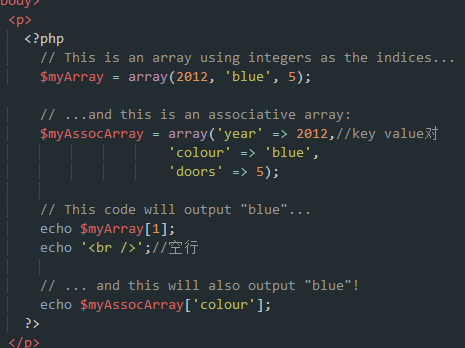 body>
<p>
<?php
// This is an array using integers as the indices...
$myArray = array(2012, 'blue', 5);
// ...and this is an associative array:
$myAssocArray = array('year' => 2012,//key value对
'colour' => 'blue',
'doors' => 5);
// This code will output "blue"...
echo $myArray[1];
echo '<br />';//空行
// ... and this will also output "blue"!
echo $myAssocArray['colour'];
?>
</p>